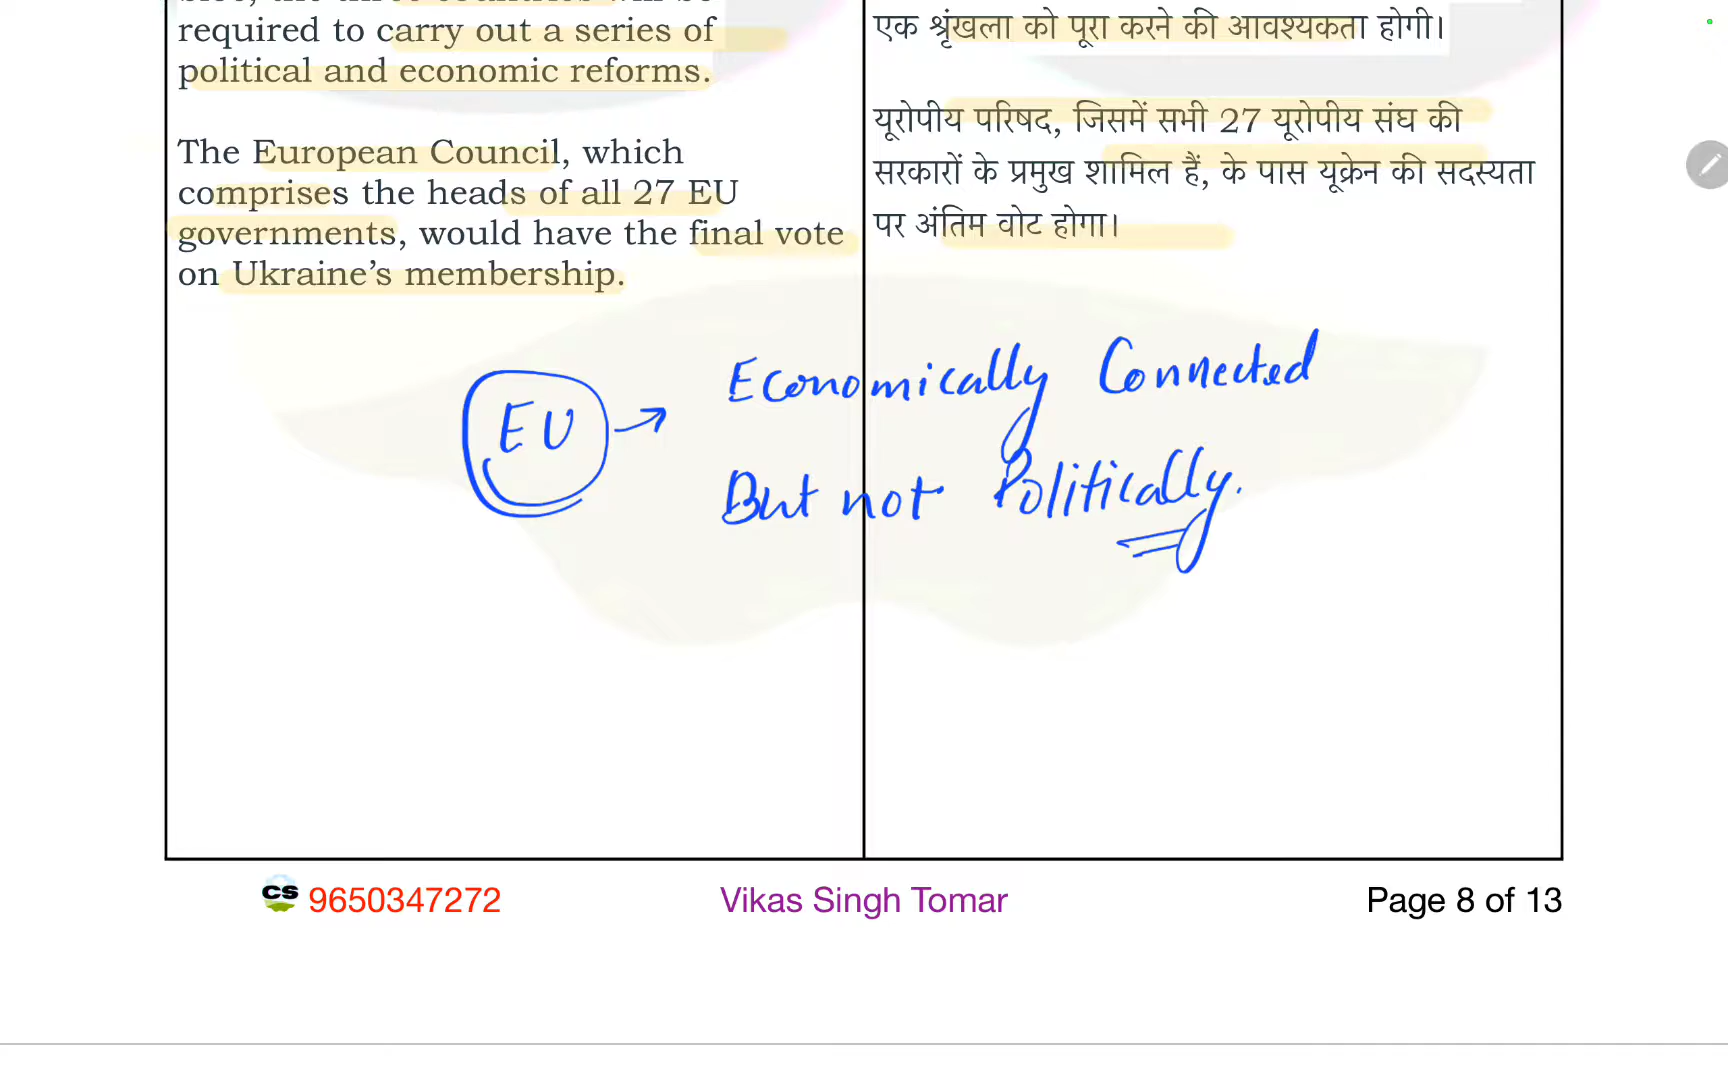 required to carry out a series of
political and economic reforms.
The European Council, which
comprises the heads of all 27 EU
governments, would have the final vote
on Ukraine’s membership.
एक श्रृंखला को पूरा करने की आवश्यकता होगी।
यूरोपीय परिषद, जिसमें सभी 27 यूरोपीय संघ की
सरकारों के प्रमुख शामिल हैं, के पास यूक्रेन की सदस्यता
पर अंतिम वोट होगा।
EU → Economically Connected
But not Politically.
CS 9650347272 Vikas Singh Tomar Page 8 of 13